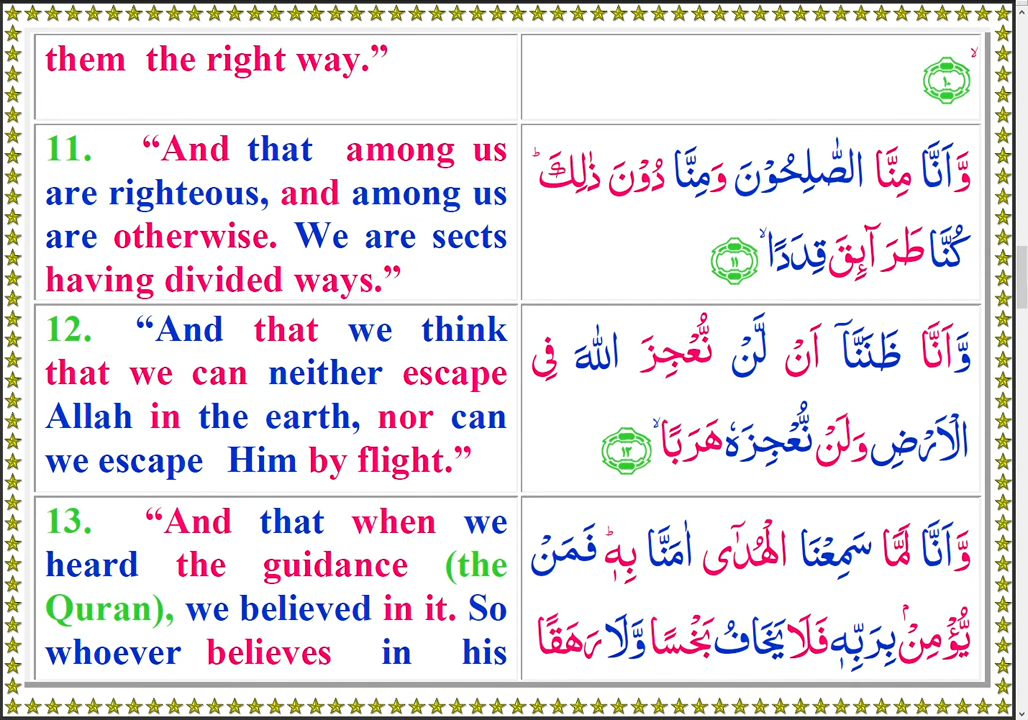 them the right way.”
ۙ ۱۰
11. “And that among us
are righteous, and among us
are otherwise. We are sects
having divided ways.”
وَّاَنَّا مِنَّا الصّٰلِحُوْنَ وَمِنَّا دُوْنَ ذٰلِكَ ؕ
كُنَّا طَرَآئِقَ قِدَدًا ۙ ۱۱
12. “And that we think
that we can neither escape
Allah in the earth, nor can
we escape Him by flight.”
وَّاَنَّا ظَنَنَّاۤ اَنْ لَّنْ نُّعْجِزَ اللّٰهَ فِى
الْاَرْضِ وَلَنْ نُّعْجِزَهٗ هَرَبًا ۙ ۱۲
13. “And that when we
heard the guidance (the
Quran), we believed in it. So
whoever believes in his
وَّاَنَّا لَمَّا سَمِعْنَا الْهُدٰٓى اٰمَنَّا بِهٖ ؕ فَمَنْ
يُّؤْمِنْۢ بِرَبِّهٖ فَلَا يَخَافُ بَخْسًا وَّلَا رَهَقًا